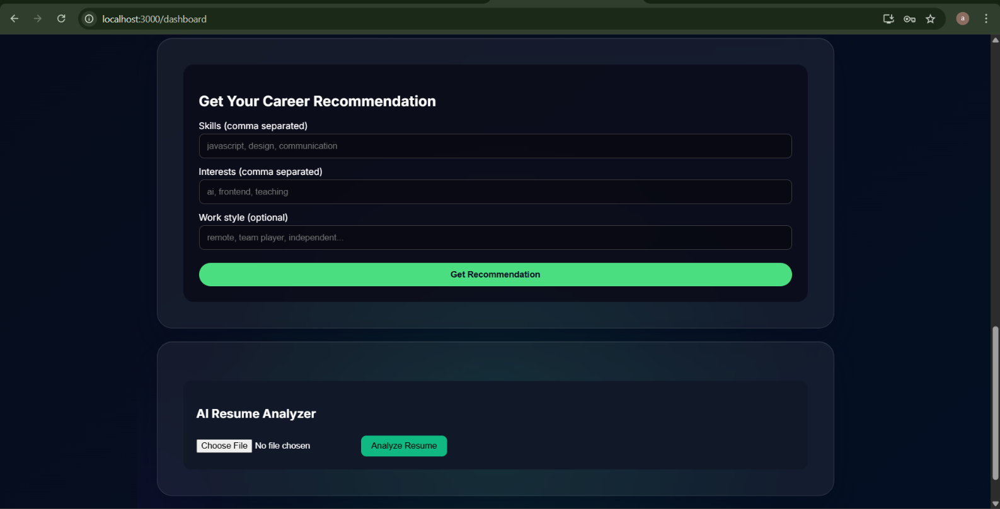 localhost:3000/dashboard
a
Get Your Career Recommendation
Skills (comma separated)
javascript, design, communication
Interests (comma separated)
ai, frontend, teaching
Work style (optional)
remote, team player, independent...
Get Recommendation
AI Resume Analyzer
Choose File No file chosen
Analyze Resume